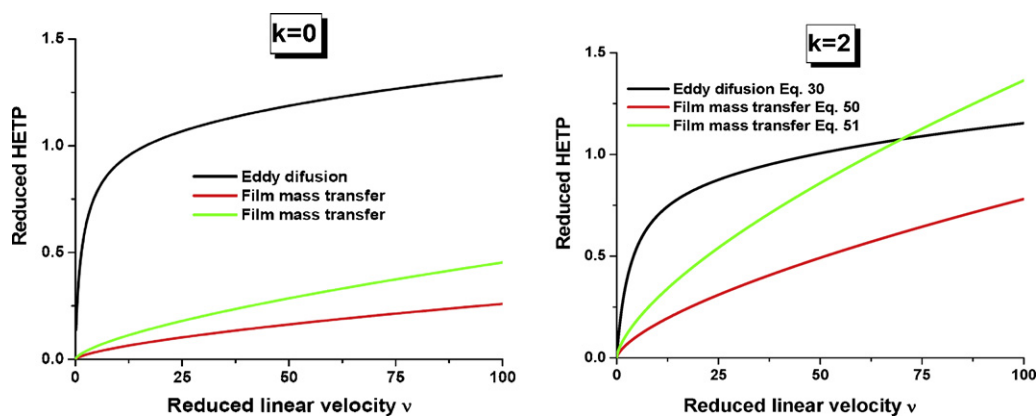 k=0
1.5
1.0
0.5
0.0
Reduced HETP
Eddy difusion
Film mass transfer
Film mass transfer
0
25
50
75
100
Reduced linear velocity ν
k=2
1.5
1.0
0.5
0.0
Reduced HETP
Eddy difusion Eq. 30
Film mass transfer Eq. 50
Film mass transfer Eq. 51
0
25
50
75
100
Reduced linear velocity ν